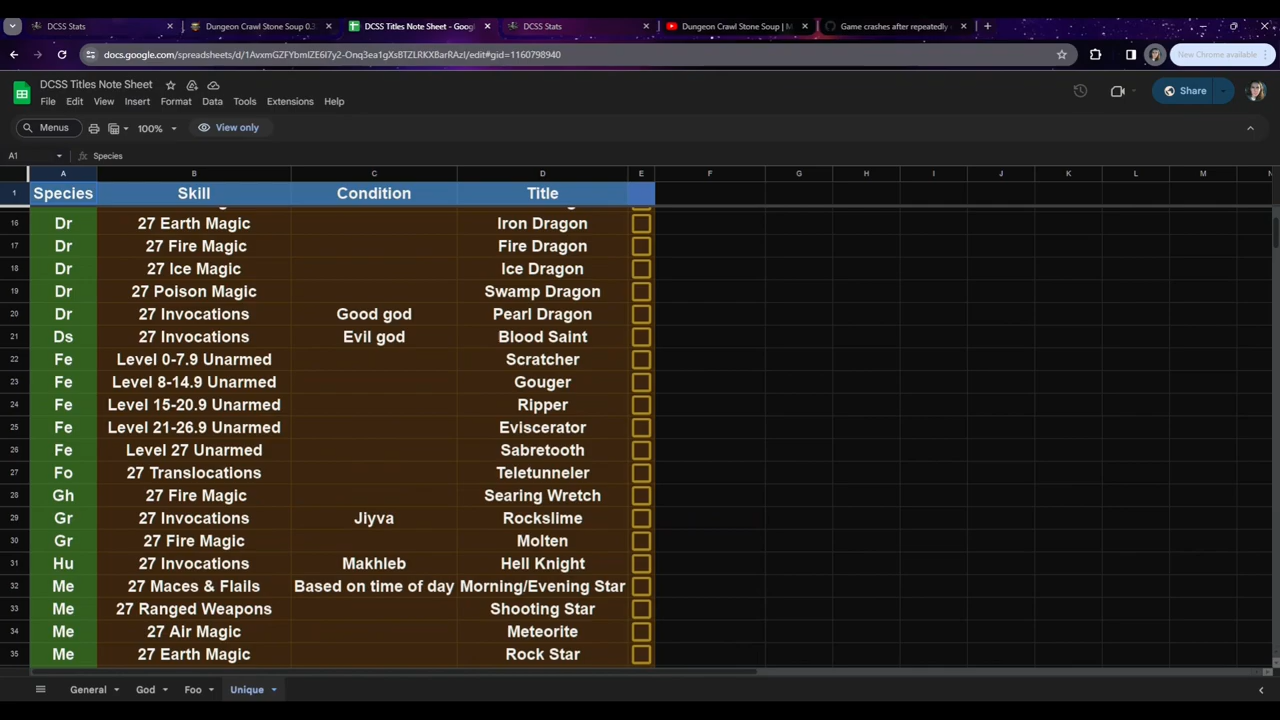 DCSS Stats
Dungeon Crawl Stone Soup 0.3
DCSS Titles Note Sheet - Goog
DCSS Stats
Dungeon Crawl Stone Soup | M
Game crashes after repeatedly
docs.google.com/spreadsheets/d/1AvxmGZFYbmlZE6I7y2-Onq3ea1gXsBTZLRKXBarRAzI/edit#gid=1160798940
New Chrome available
DCSS Titles Note Sheet
File Edit View Insert Format Data Tools Extensions Help
Share
Menus 100% View only
A1 Species
A B C D E F G H I J K L M N
1 Species Skill Condition Title
16 Dr 27 Earth Magic Iron Dragon
17 Dr 27 Fire Magic Fire Dragon
18 Dr 27 Ice Magic Ice Dragon
19 Dr 27 Poison Magic Swamp Dragon
20 Dr 27 Invocations Good god Pearl Dragon
21 Ds 27 Invocations Evil god Blood Saint
22 Fe Level 0-7.9 Unarmed Scratcher
23 Fe Level 8-14.9 Unarmed Gouger
24 Fe Level 15-20.9 Unarmed Ripper
25 Fe Level 21-26.9 Unarmed Eviscerator
26 Fe Level 27 Unarmed Sabretooth
27 Fo 27 Translocations Teletunneler
28 Gh 27 Fire Magic Searing Wretch
29 Gr 27 Invocations Jiyva Rockslime
30 Gr 27 Fire Magic Molten
31 Hu 27 Invocations Makhleb Hell Knight
32 Me 27 Maces & Flails Based on time of day Morning/Evening Star
33 Me 27 Ranged Weapons Shooting Star
34 Me 27 Air Magic Meteorite
35 Me 27 Earth Magic Rock Star
General God Foo Unique